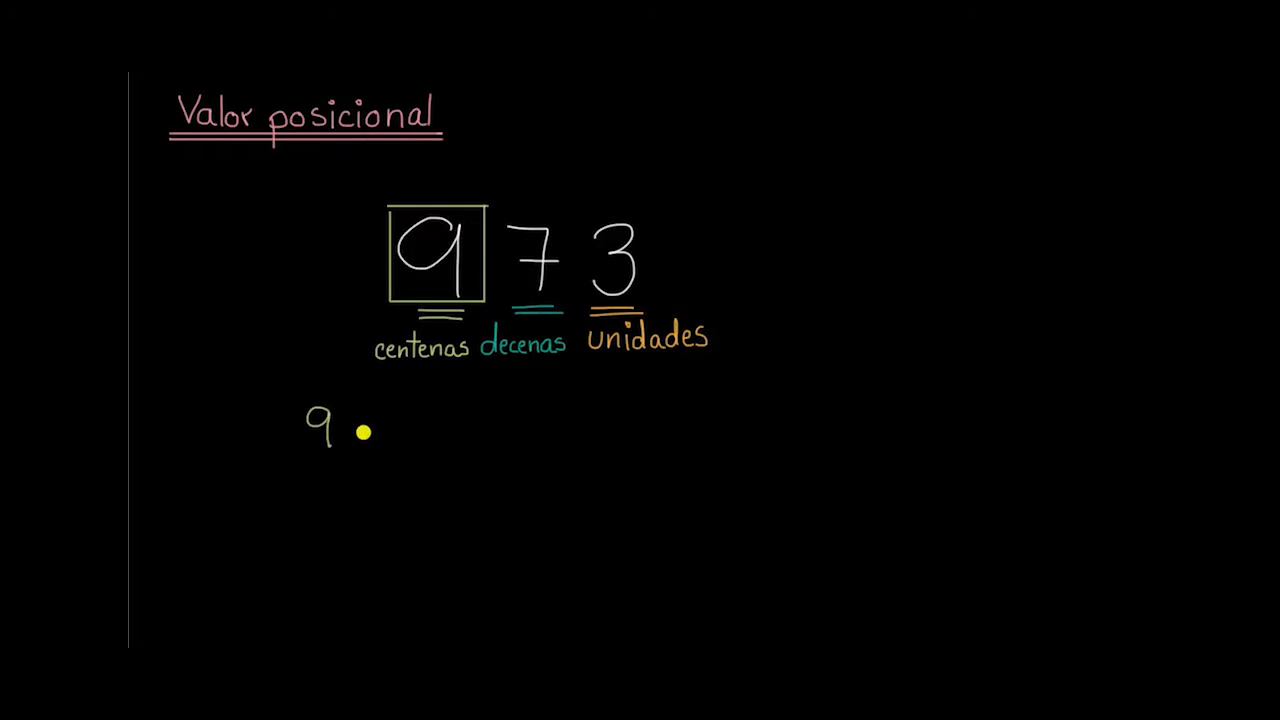 Valor posicional
9 7 3
centenas decenas unidades
9